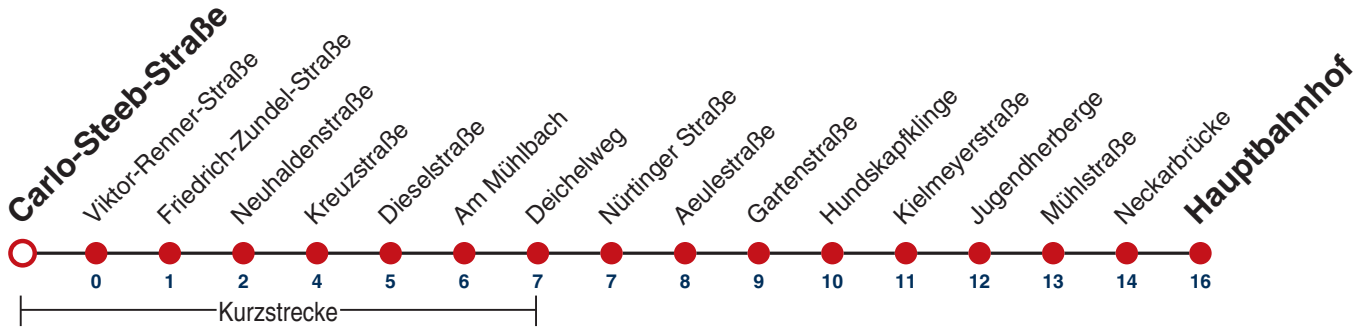 Carlo-Steeb-Straße
Viktor-Renner-Straße
Friedrich-Zundel-Straße
Neuhaldenstraße
Kreuzstraße
Dieselstraße
Am Mühlbach
Deichelweg
Nürtinger Straße
Aeulestraße
Gartenstraße
Hundskapfklinge
Kielmeyerstraße
Jugendherberge
Mühlstraße
Neckarbrücke
Hauptbahnhof
0 1 2 4 5 6 7 7 8 9 10 11 12 13 14 16
Kurzstrecke